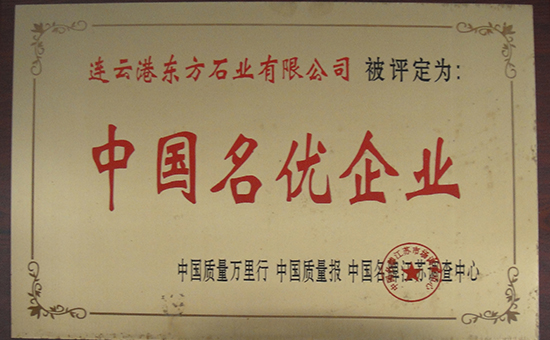 连云港东方石业有限公司 被评定为:
中国名优企业
中国质量万里行 中国质量报 中国名牌江苏调查中心